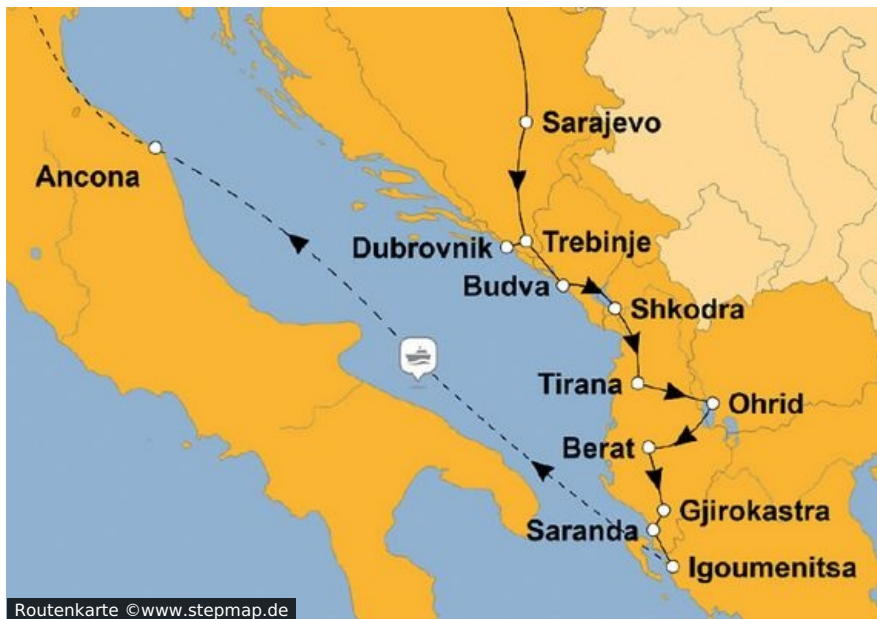 Sarajevo
Ancona
Dubrovnik
Trebinje
Budva
Shkodra
Tirana
Ohrid
Berat
Gjirokastra
Saranda
Igoumenitsa
Routenkarte ©www.stepmap.de